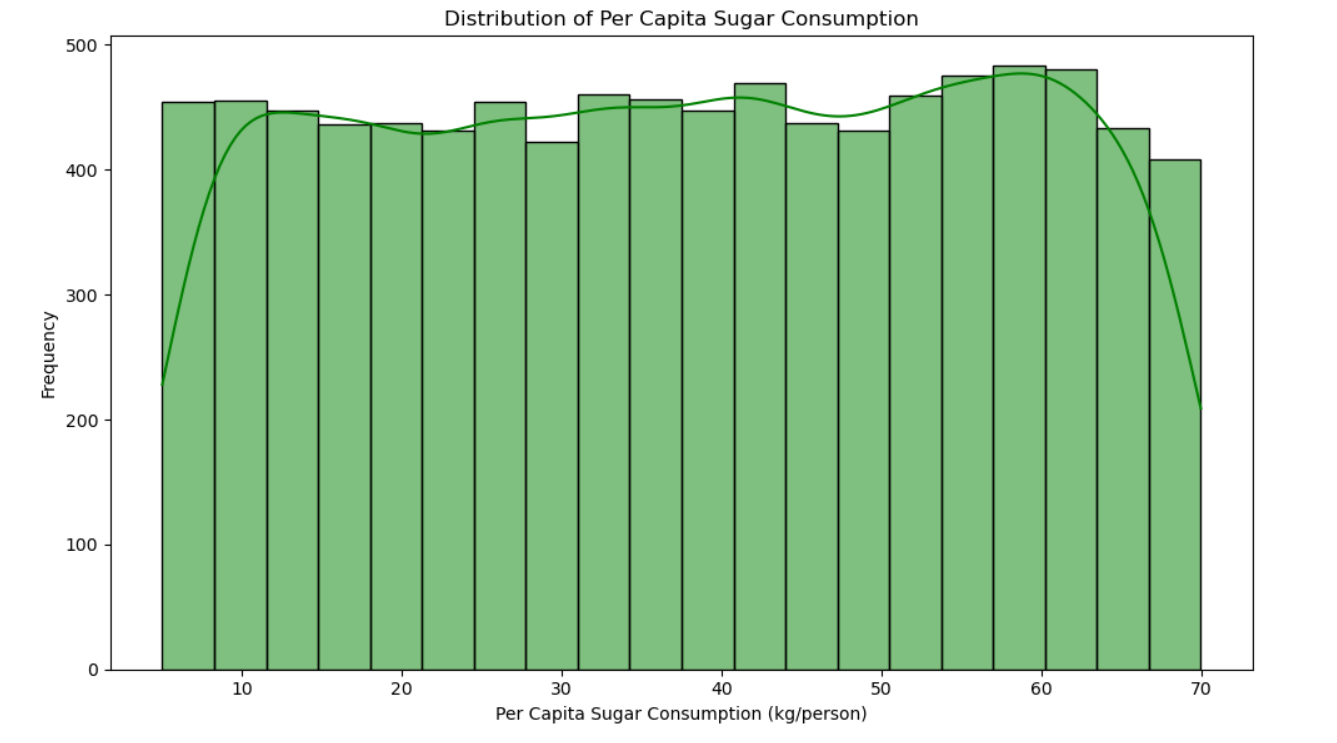 Distribution of Per Capita Sugar Consumption
500
400
300
200
100
0
Frequency
10 20 30 40 50 60 70
Per Capita Sugar Consumption (kg/person)